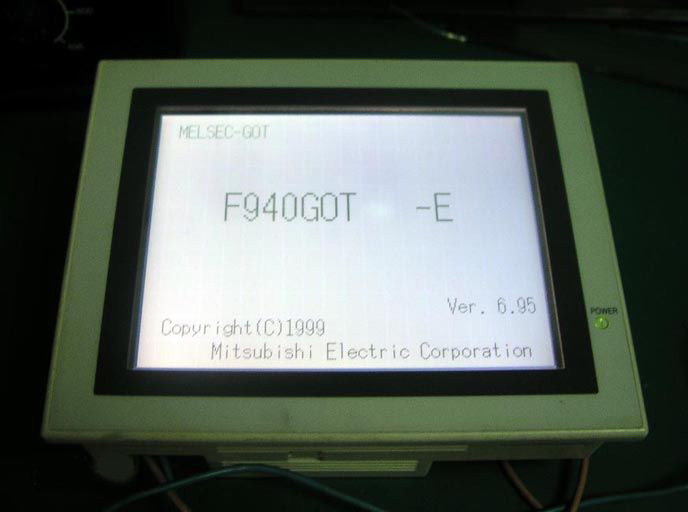 MELSEC-GOT
F940GOT -E
Ver. 6.95
POWER
Copyright(C)1999
Mitsubishi Electric Corporation